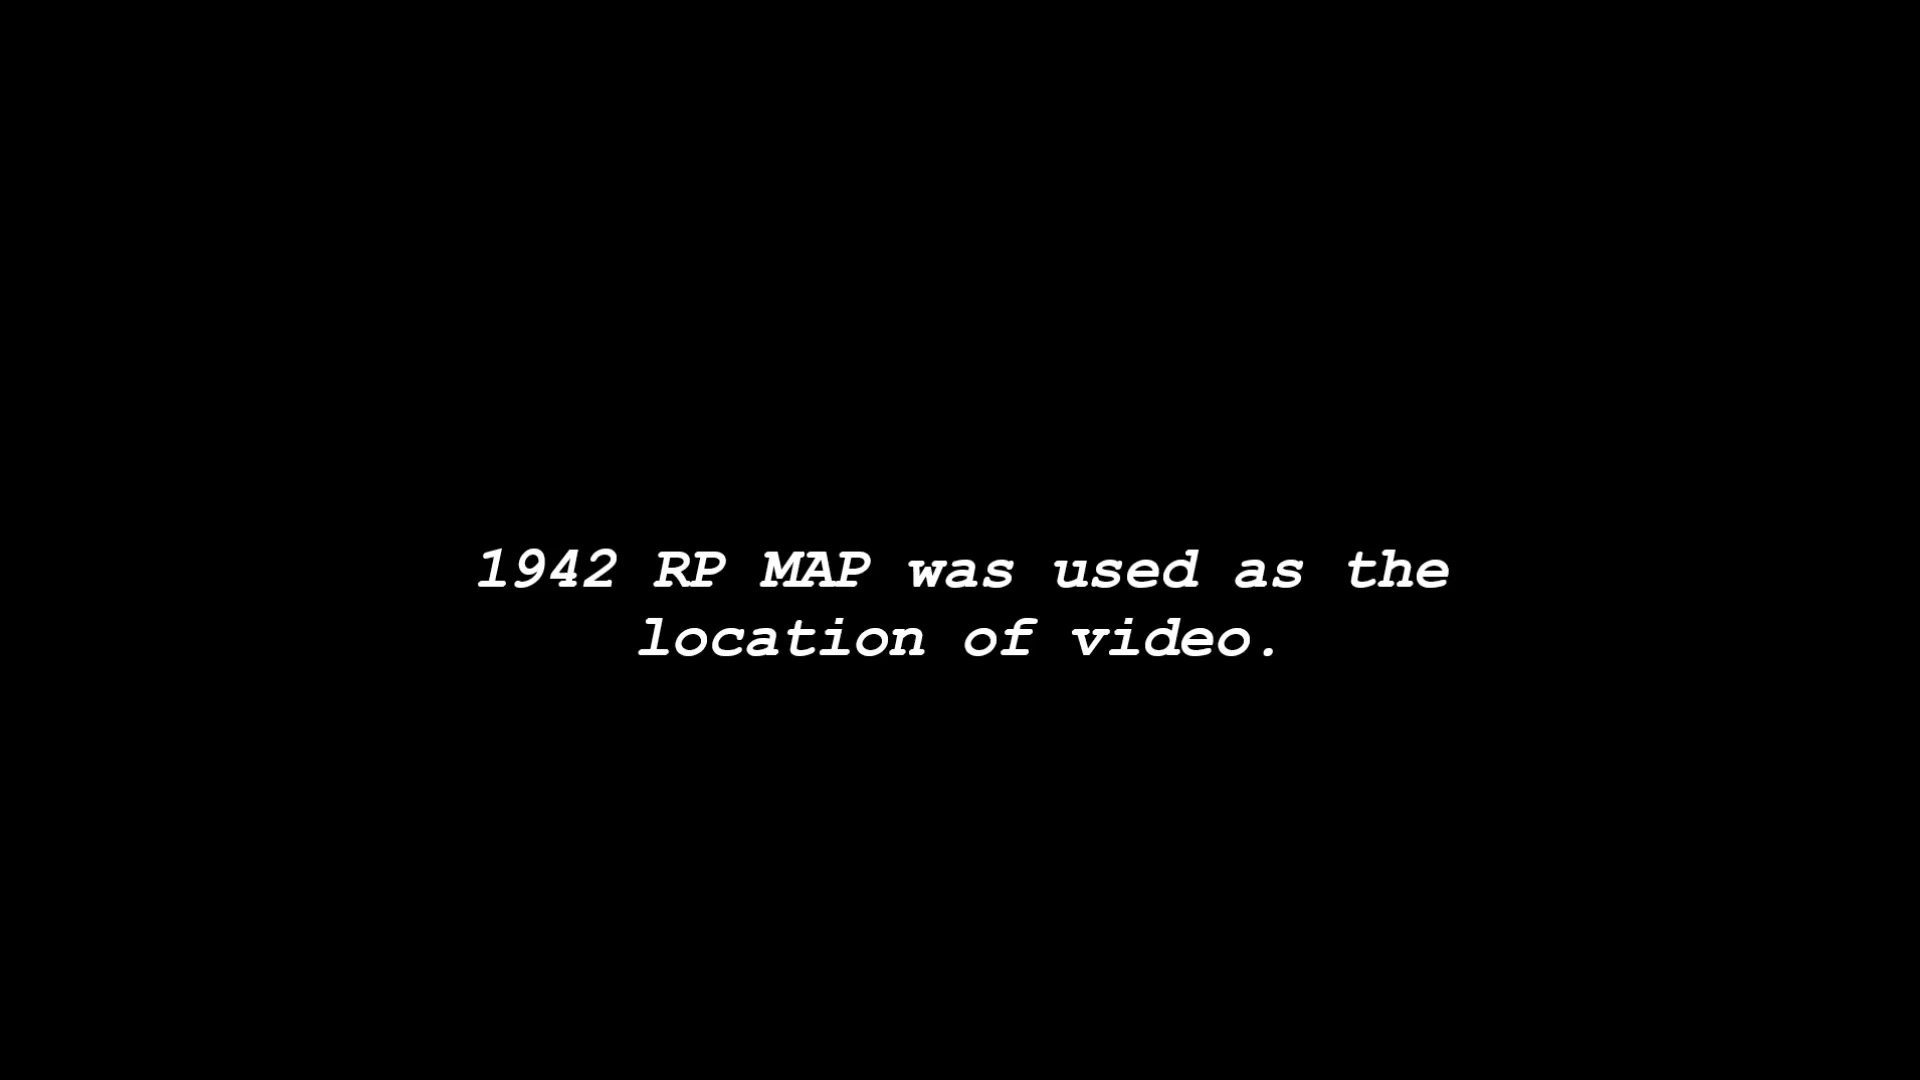 1942 RP MAP was used as the
location of video.